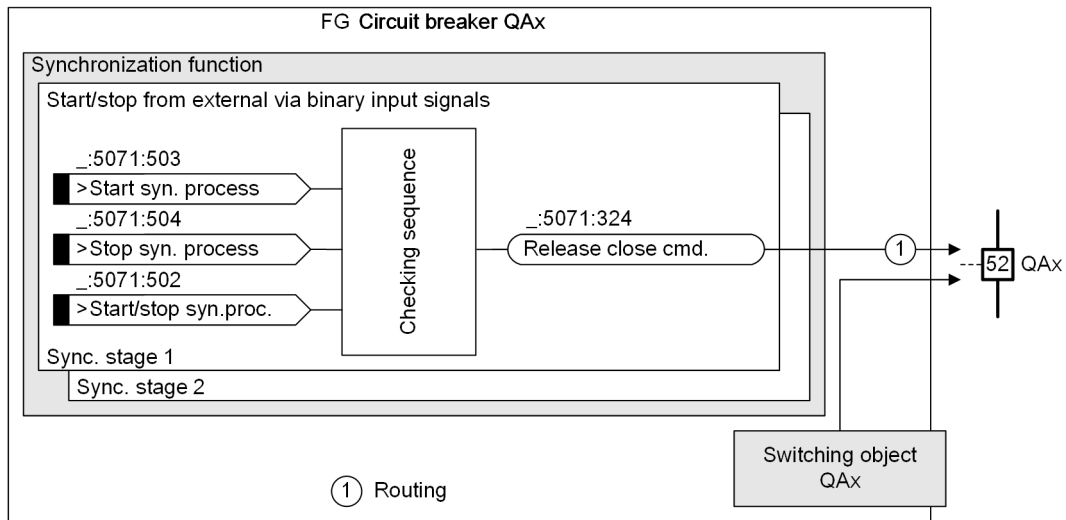 FG Circuit breaker QAx
Synchronization function
Start/stop from external via binary input signals
_:5071:503
>Start syn. process
_:5071:504
>Stop syn. process
_:5071:502
>Start/stop syn.proc.
Checking sequence
_:5071:324
Release close cmd.
1
52
QAx
Sync. stage 1
Sync. stage 2
Switching object
QAx
1 Routing